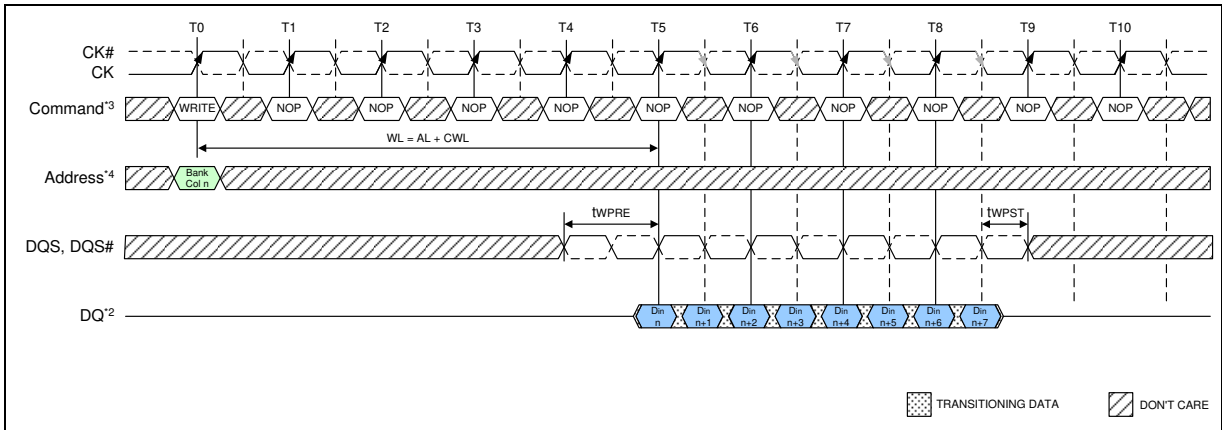 T0 T1 T2 T3 T4 T5 T6 T7 T8 T9 T10
CK#
CK
Command*3 WRITE NOP NOP NOP NOP NOP NOP NOP NOP NOP NOP
WL = AL + CWL
Address*4 Bank Col n
tWPRE tWPST
DQS, DQS#
DQ*2 Din n Din n+1 Din n+2 Din n+3 Din n+4 Din n+5 Din n+6 Din n+7
TRANSITIONING DATA DON'T CARE